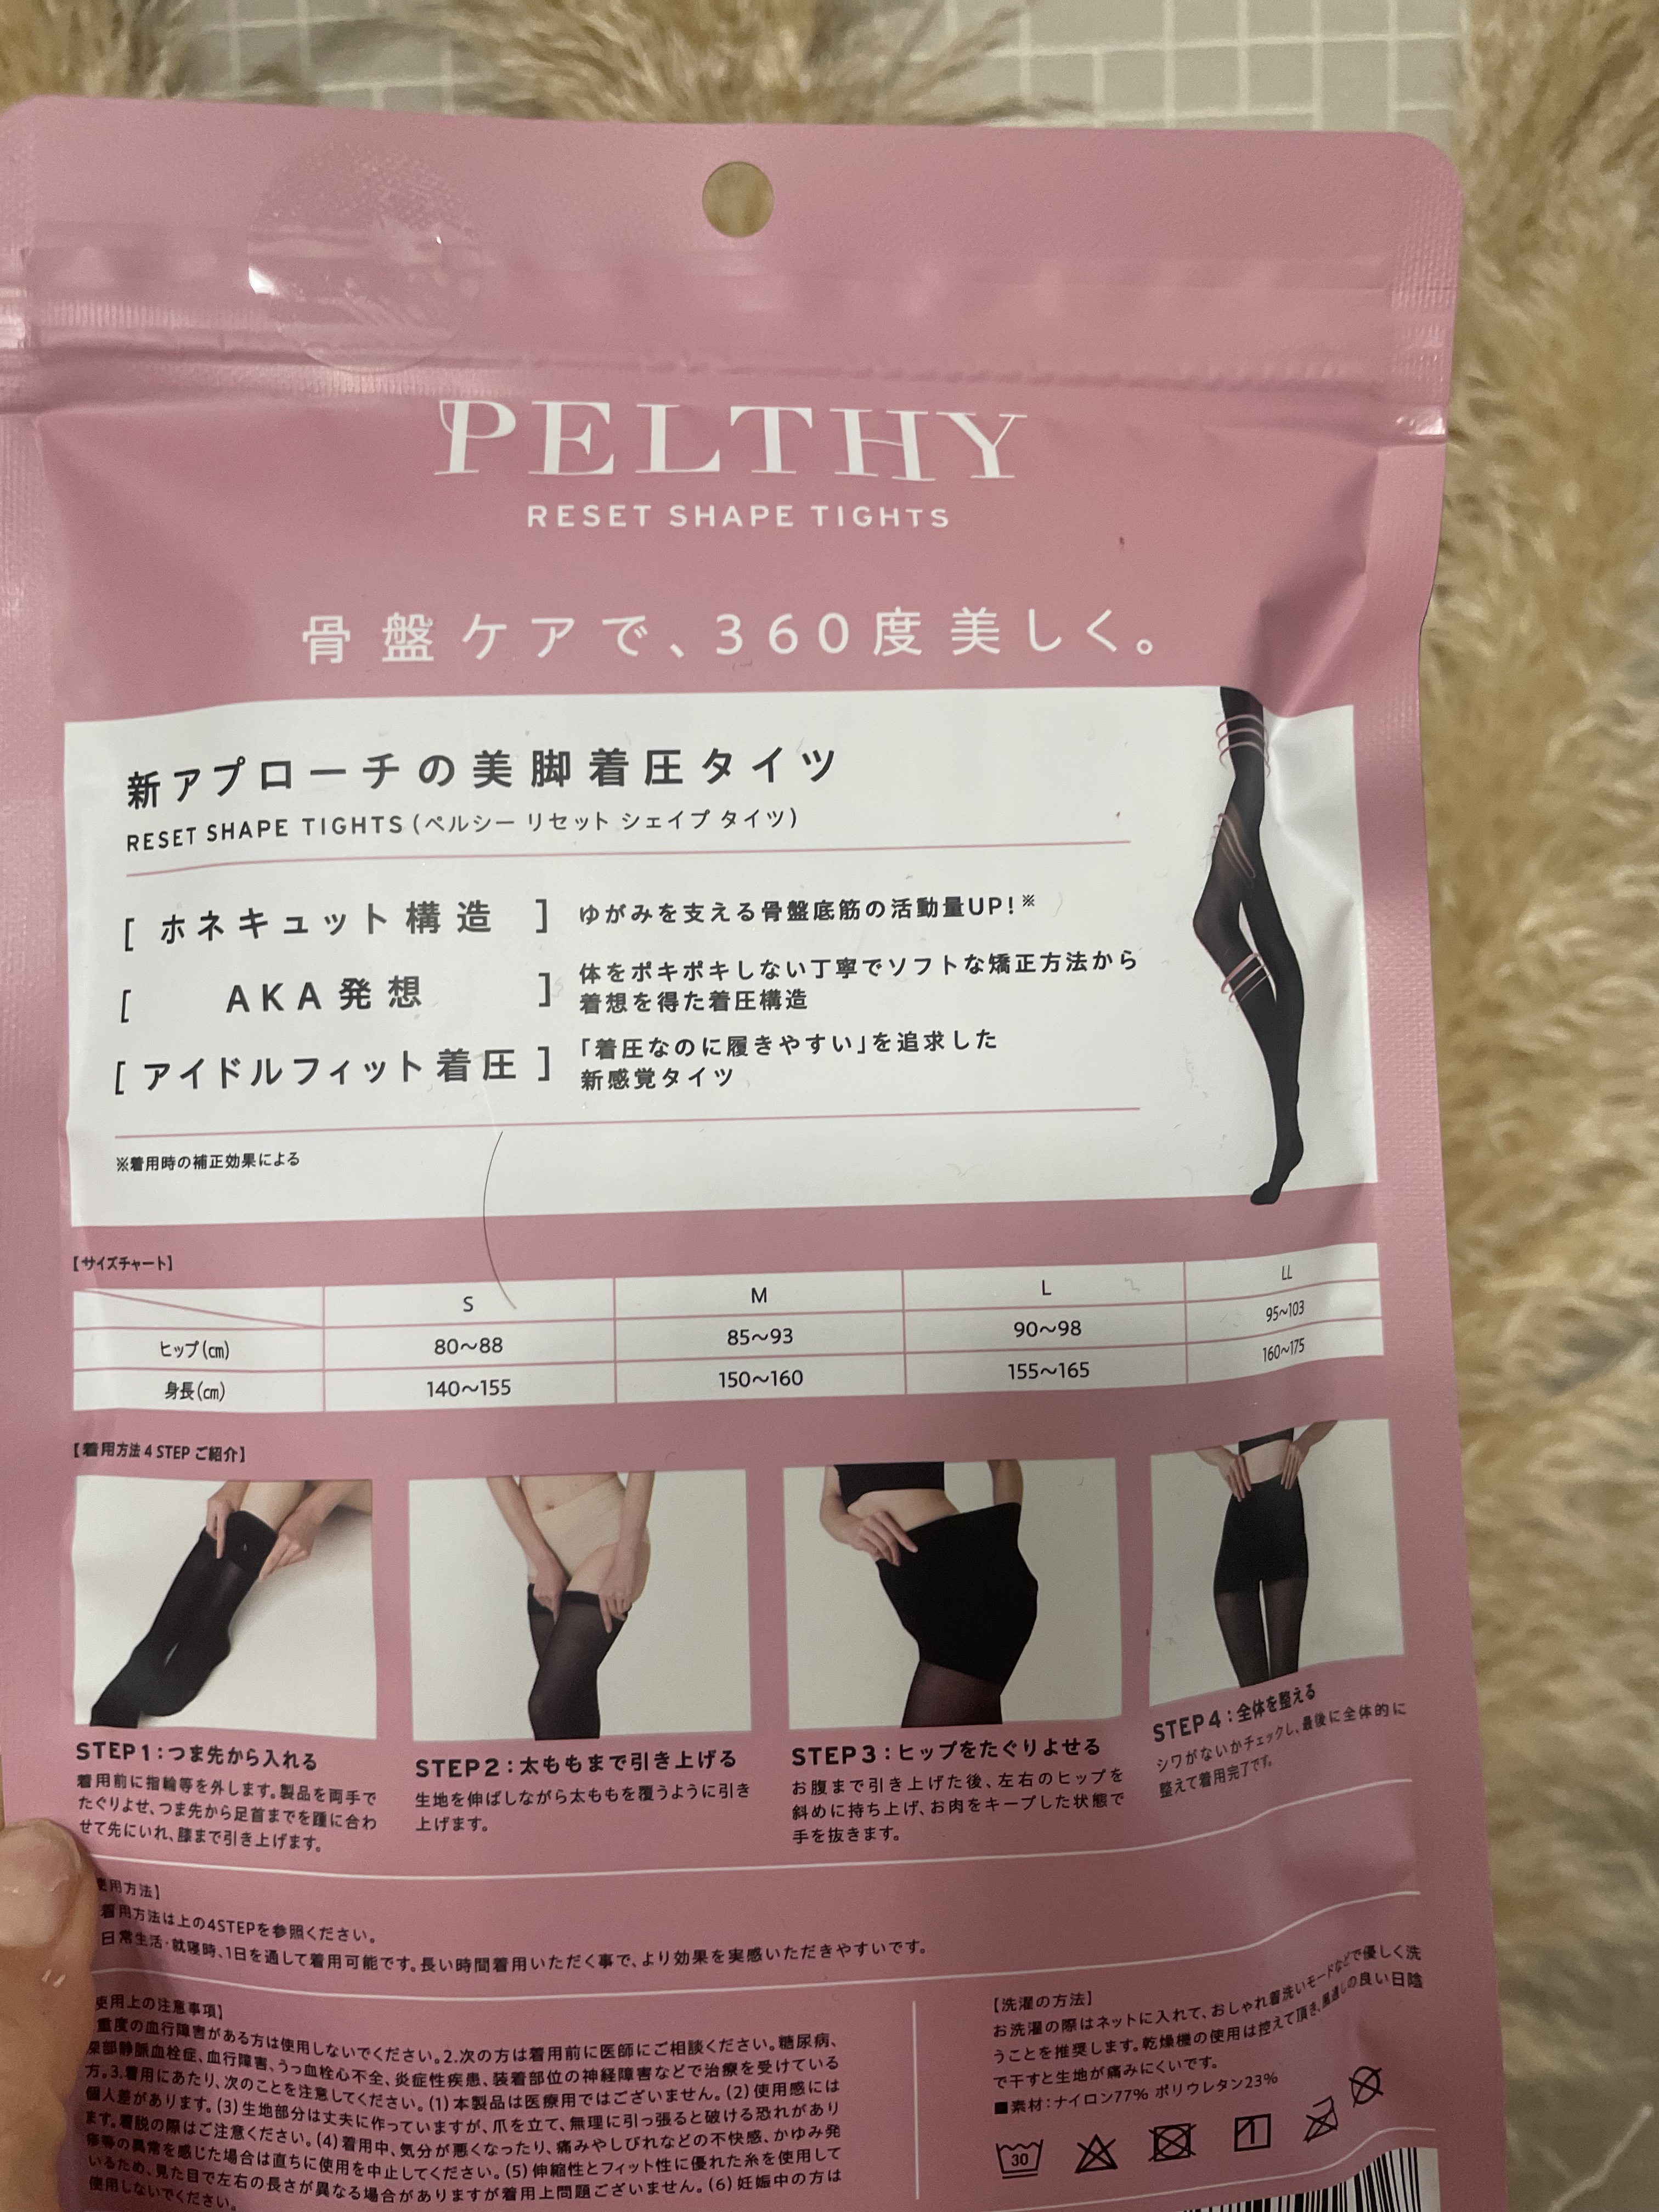 PELTHY
RESET SHAPE TIGHTS
骨盤ケアで、360度美しく。
新アプローチの美脚着圧タイツ
RESET SHAPE TIGHTS(ペルシー リセット シェイプ タイツ)
[ ホネキュット構造 ] ゆがみを支える骨盤底筋の活動量UP!※
[ AKA発想 ] 体をポキポキしない丁寧でソフトな矯正方法から
着想を得た着圧構造
[ アイドルフィット着圧 ] 「着圧なのに履きやすい」を追求した
新感覚タイツ
※着用時の補正効果による
【サイズチャート】
S M L LL
ヒップ(㎝) 80〜88 85〜93 90〜98 95〜103
身長(㎝) 140〜155 150〜160 155〜165 160〜175
【着用方法4 STEP ご紹介】
STEP1:つま先から入れる
着用前に指輪等を外します。製品を両手で
たぐりよせ、つま先から足首までを踵に合わ
せて先にいれ、膝まで引き上げます。
STEP2:太ももまで引き上げる
生地を伸ばしながら太ももを覆うように引き
上げます。
STEP3:ヒップをたぐりよせる
お腹まで引き上げた後、左右のヒップを
斜めに持ち上げ、お肉をキープした状態で
手を抜きます。
STEP4:全体を整える
シワがないかチェックし、最後に全体的に
整えて着用完了です。
使用方法】
着用方法は上の4STEPを参照ください。
日常生活・就寝時、1日を通して着用可能です。長い時間着用いただく事で、より効果を実感いただきやすいです。
使用上の注意事項】
重度の血行障害がある方は使用しないでください。2.次の方は着用前に医師にご相談ください。糖尿病、
深部静脈血栓症、血行障害、うっ血性心不全、炎症性疾患、装着部位の神経障害などで治療を受けている
方。3.着用にあたり、次のことを注意してください。(1)本製品は医療用ではございません。(2)使用感には
個人差があります。(3)生地部分は丈夫に作っていますが、爪を立て、無理に引っ張ると破ける恐れがあり
ます。着脱の際はご注意ください。(4)着用中、気分が悪くなったり、痛みやしびれなどの不快感、かゆみ発
疹等の異常を感じた場合は直ちに使用を中止してください。(5)伸縮性とフィット性に優れた糸を使用して
いるため、見た目で左右の長さが異なる場合がありますが着用上問題ございません。(6)妊娠中の方は
使用しないでください。
【洗濯の方法】
お洗濯の際はネットに入れて、おしゃれ着洗いモードなどで優しく洗
うことを推奨します。乾燥機の使用は控えて頂き、風通しの良い日陰
で干すと生地が痛みにくいです。
■素材:ナイロン77% ポリウレタン23%
30